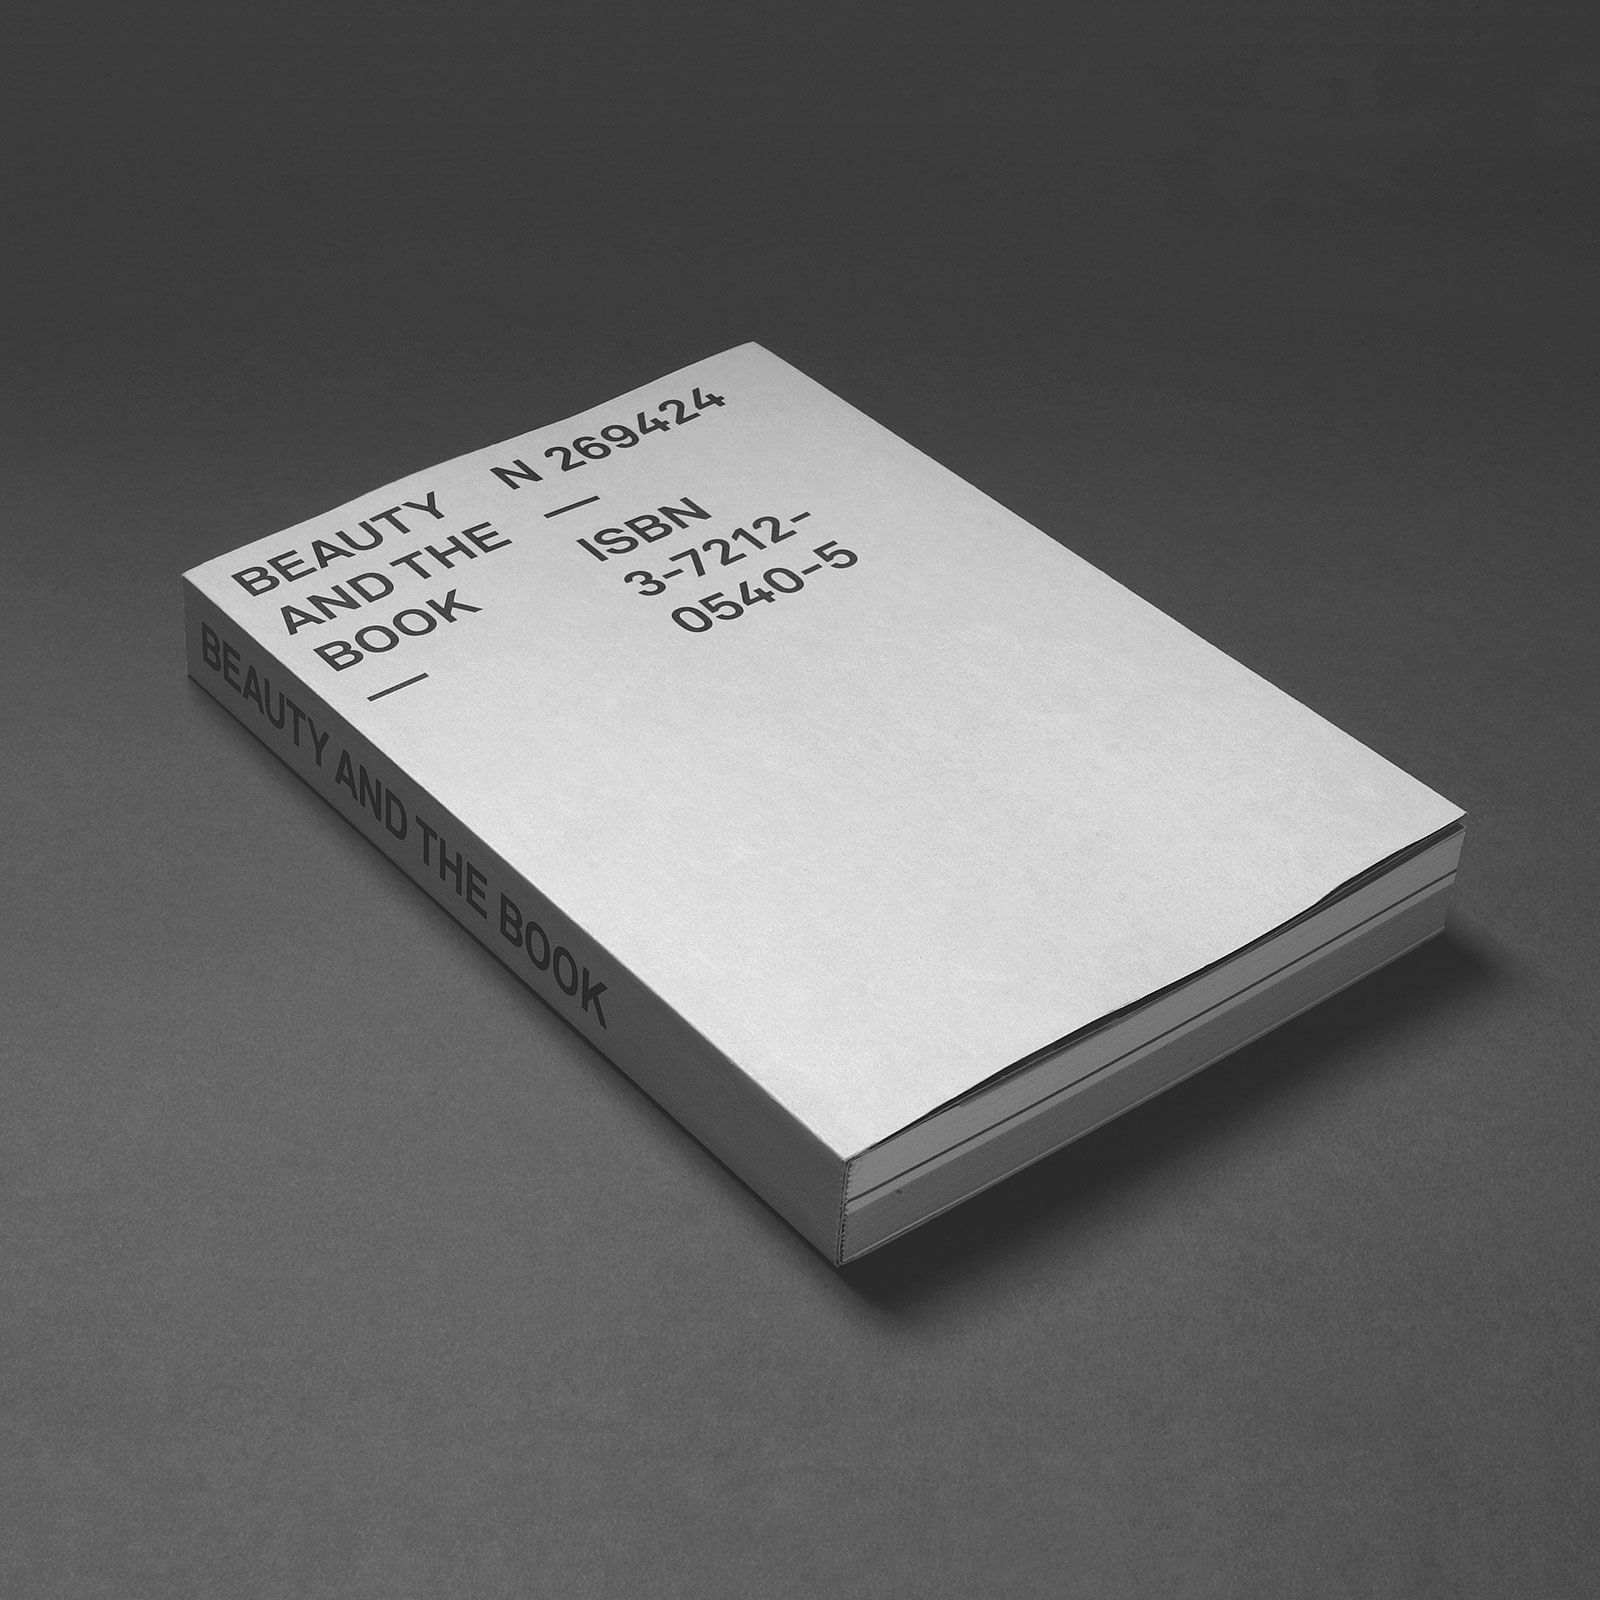 BEAUTY
AND THE
BOOK
—
N 269424
—
ISBN
3-7212-
0540-5
BEAUTY AND THE BOOK